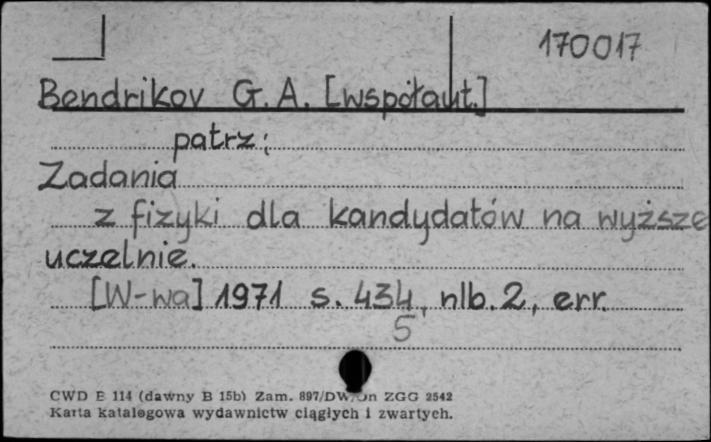 170017
Bendrikov G. A. [współaut.]
patrz:
Zadania
z fizyki dla kandydatów na wyższe
uczelnie.
[W-wa] 1971 s. 434, nlb. 2, err.
5
CWD E 114 (dawny B 15b) Zam. 897/DW/Jn ZGG 2542
Karta katalogowa wydawnictw ciągłych i zwartych.